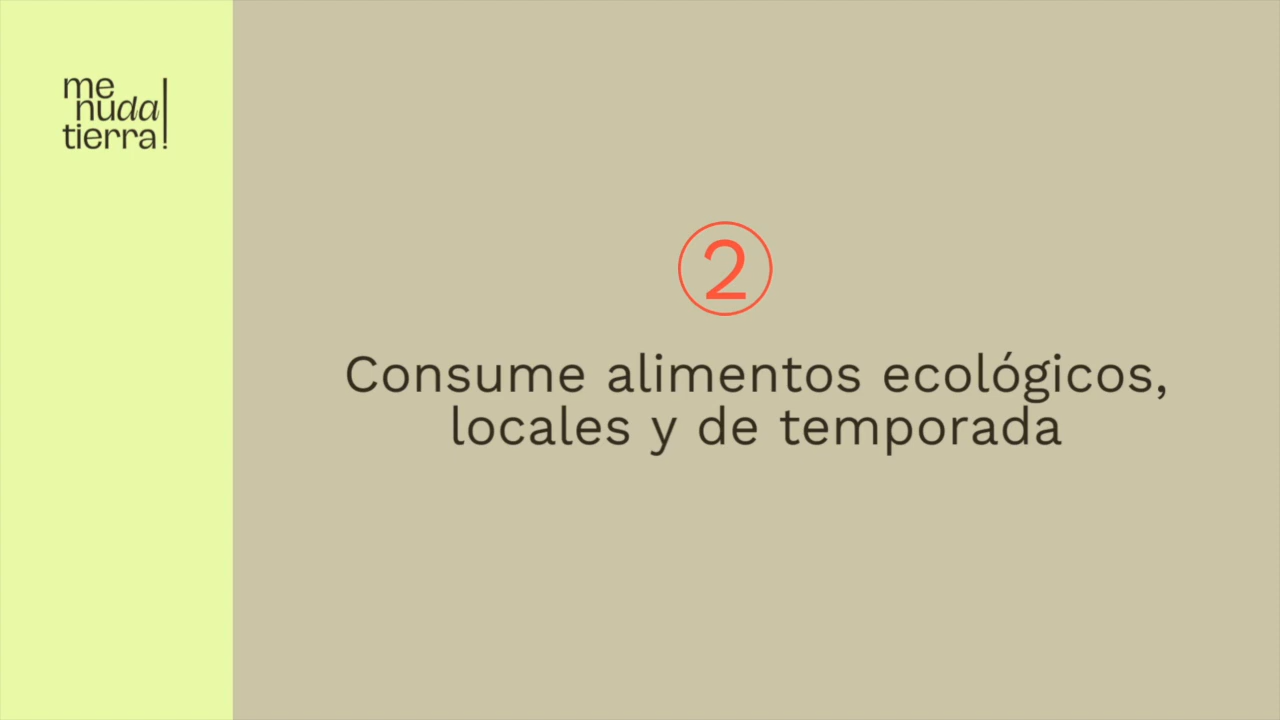 me
nuda
tierra!
2
Consume alimentos ecológicos,
locales y de temporada